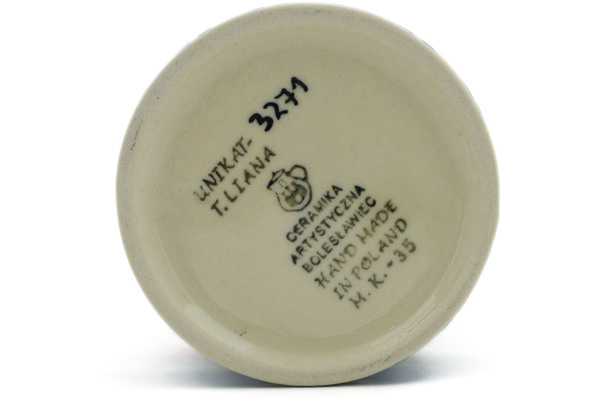 UNIKAT- 3271
T. LIANA
CERAMIKA
ARTYSTYCZNA
BOLESŁAWIEC
HAND MADE
IN POLAND
M. K. - 35